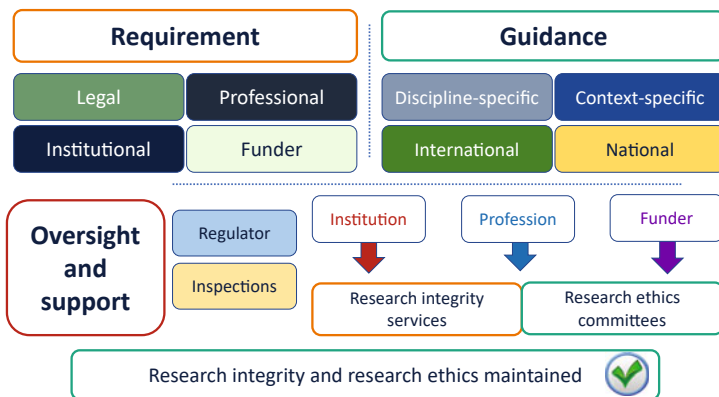 Requirement
Guidance
Legal
Professional
Discipline-specific
Context-specific
Institutional
Funder
International
National
Oversight
and
support
Regulator
Inspections
Institution
Profession
Funder
Research integrity
services
Research ethics
committees
Research integrity and research ethics maintained